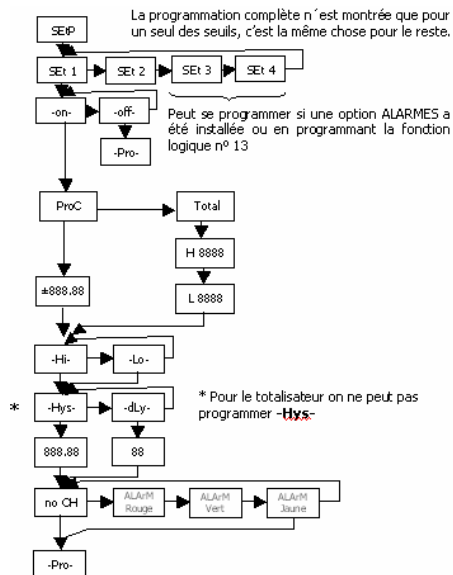 La programmation complète n´est montrée que pour
un seul des seuils, c'est la même chose pour le reste.
SEtP
SEt 1 SEt 2 SEt 3 SEt 4
-on- -off-
Peut se programmer si une option ALARMES a
été installée ou en programmant la fonction
logique nº 13
-Pro-
ProC Total
H 8888
±888.88 L 8888
-Hi- -Lo-
* -Hys- -dLy-
* Pour le totalisateur on ne peut pas
programmer -Hys-
888.88 88
no CH ALArM Rouge ALArM Vert ALArM Jaune
-Pro-